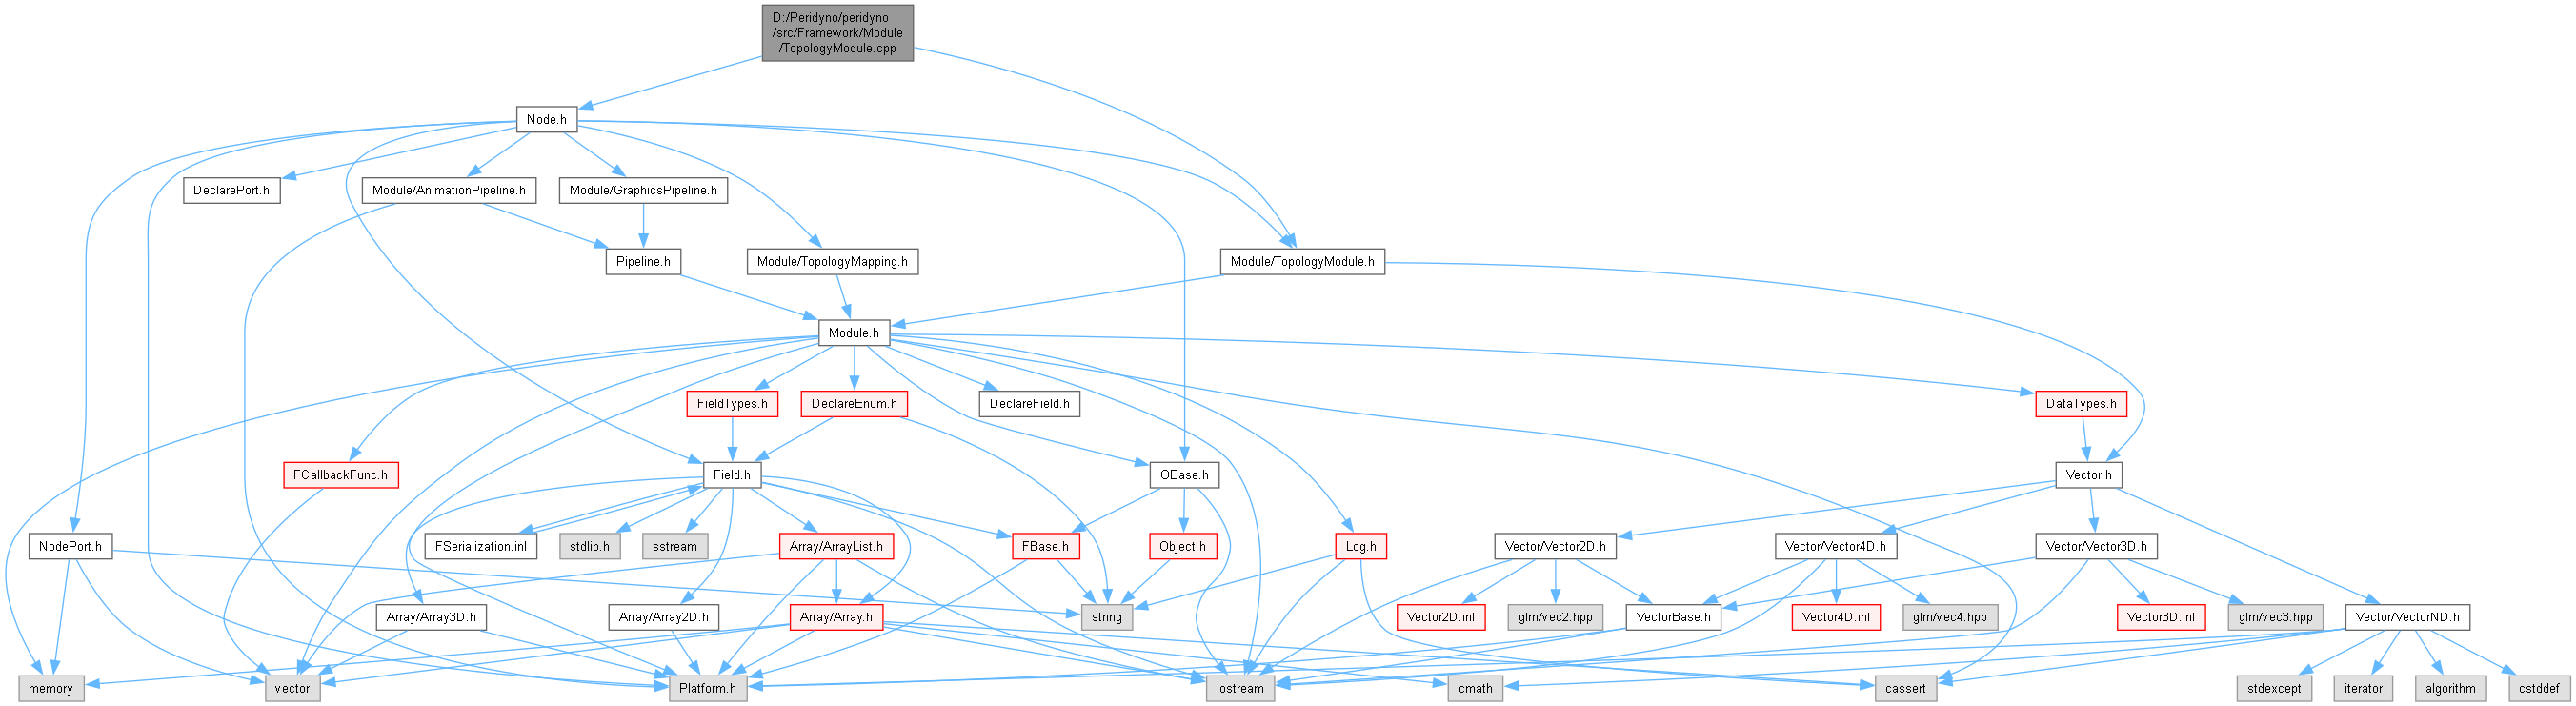 D:/Peridyno/peridyno
/src/Framework/Module
/TopologyModule.cpp
Node.h
DeclarePort.h
Module/AnimationPipeline.h
Module/GraphicsPipeline.h
Pipeline.h
Module/TopologyMapping.h
Module/TopologyModule.h
Module.h
FieldTypes.h
DeclareEnum.h
DeclareField.h
DataTypes.h
FCallbackFunc.h
Field.h
OBase.h
Vector.h
NodePort.h
FSerialization.inl
stdlib.h
sstream
Array/ArrayList.h
FBase.h
Object.h
Log.h
Vector/Vector2D.h
Vector/Vector4D.h
Vector/Vector3D.h
Array/Array3D.h
Array/Array2D.h
Array/Array.h
string
Vector2D.inl
glm/vec2.hpp
VectorBase.h
Vector4D.inl
glm/vec4.hpp
Vector3D.inl
glm/vec3.hpp
Vector/VectorND.h
memory
vector
Platform.h
iostream
cmath
cassert
stdexcept
iterator
algorithm
cstddef